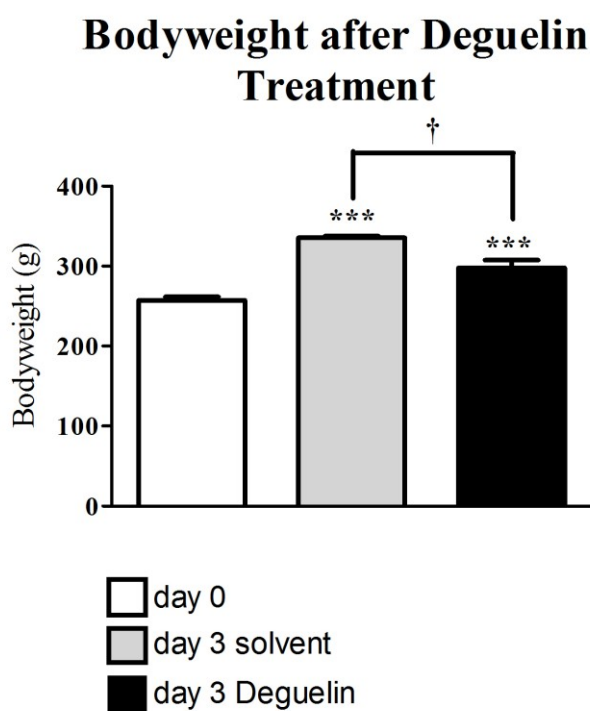 Bodyweight after Deguelin
Treatment
†
400
***
***
300
200
100
0
Bodyweight (g)
day 0
day 3 solvent
day 3 Deguelin